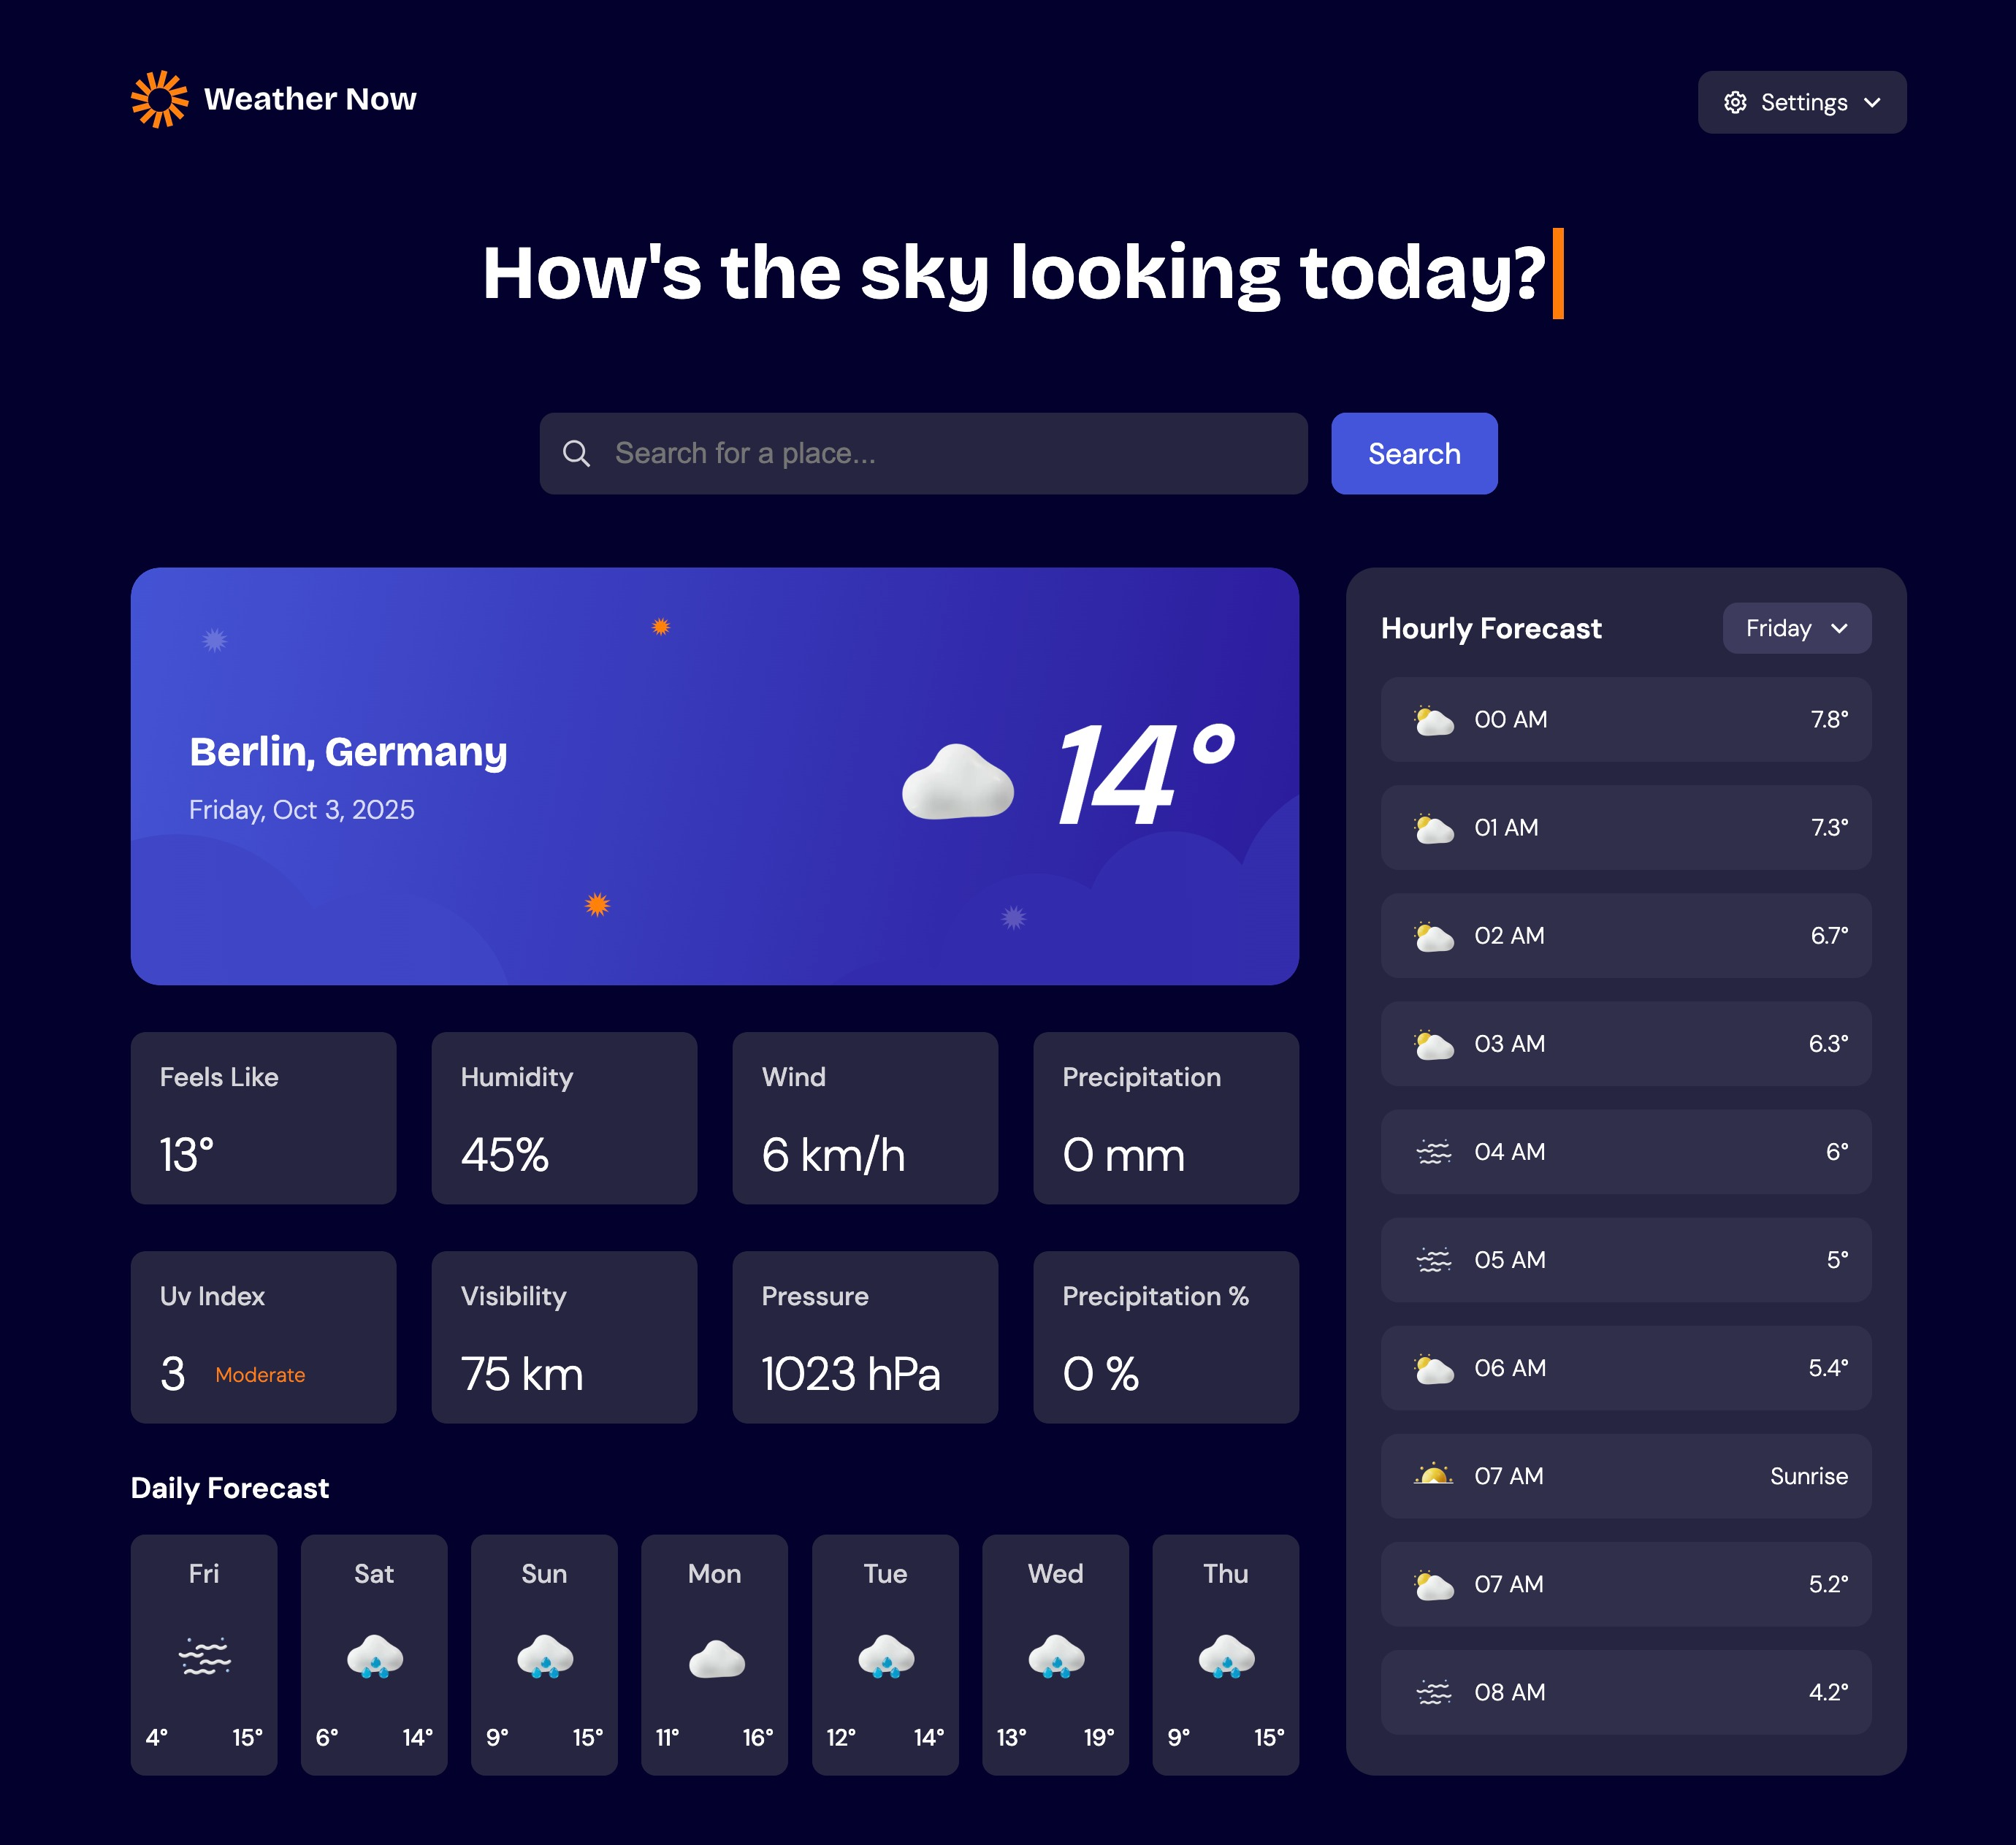 Weather Now
Settings
How's the sky looking today?
Search for a place...
Search
Berlin, Germany
Friday, Oct 3, 2025
14°
Feels Like
13°
Humidity
45%
Wind
6 km/h
Precipitation
0 mm
Uv Index
3 Moderate
Visibility
75 km
Pressure
1023 hPa
Precipitation %
0 %
Daily Forecast
Fri
4° 15°
Sat
6° 14°
Sun
9° 15°
Mon
11° 16°
Tue
12° 14°
Wed
13° 19°
Thu
9° 15°
Hourly Forecast
Friday
00 AM 7.8°
01 AM 7.3°
02 AM 6.7°
03 AM 6.3°
04 AM 6°
05 AM 5°
06 AM 5.4°
07 AM Sunrise
07 AM 5.2°
08 AM 4.2°